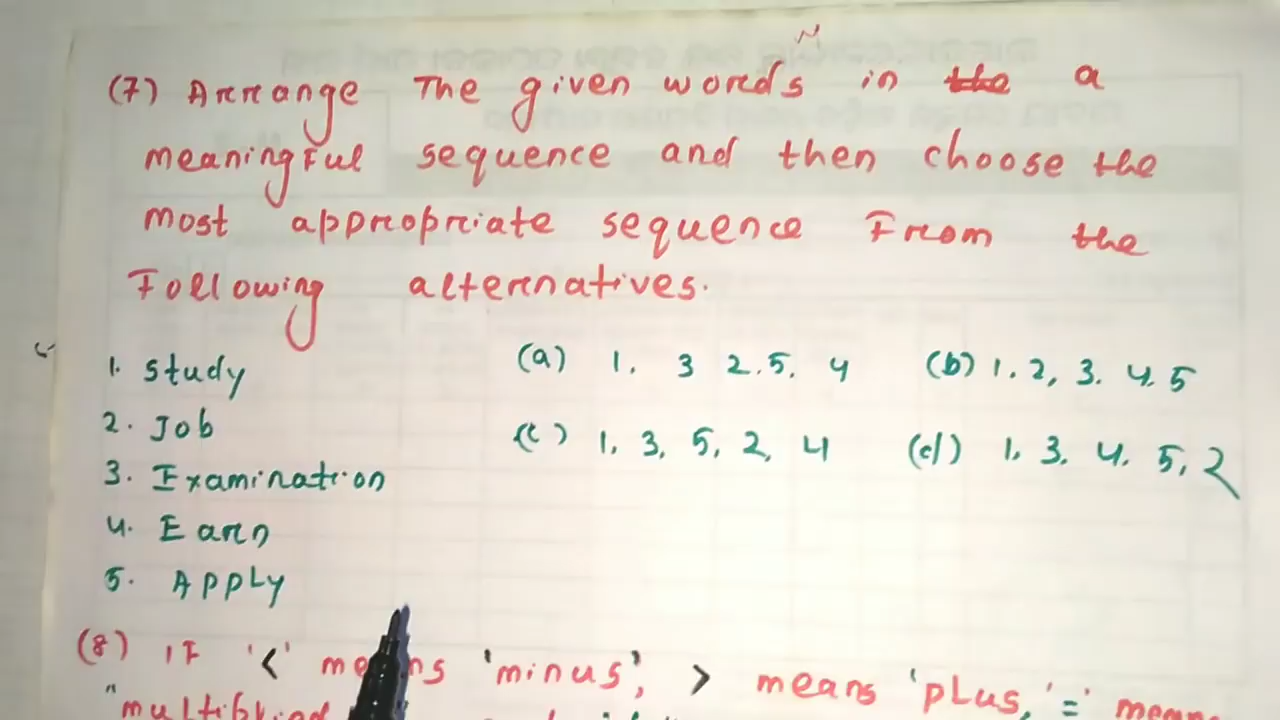 (7) Arrange The given words in the a
meaningful sequence and then choose the
most appropriate sequence From the
Following alternatives.
1. Study (a) 1. 3 2.5. 4 (b) 1.2, 3. 4. 5
2. Job (c) 1, 3, 5, 2, 4 (d) 1. 3. 4. 5, 2
3. Examination
4. Earn
5. Apply
(8) IF '<' means 'minus', > means 'plus, '=' means